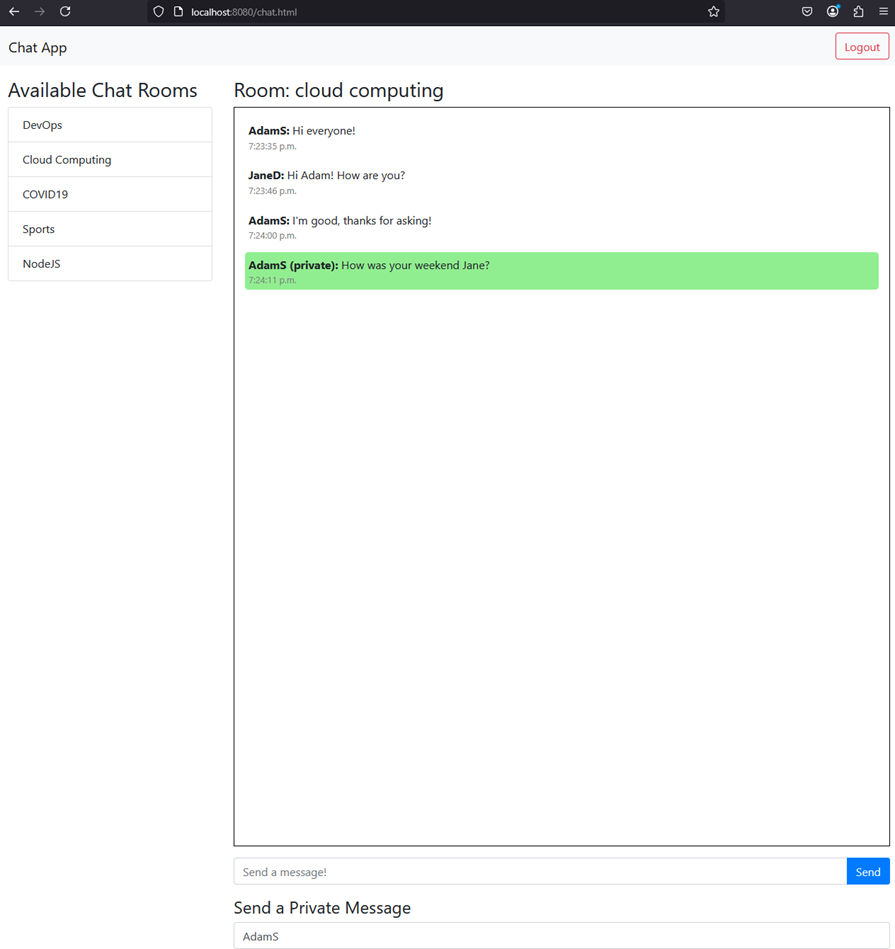 localhost:8080/chat.html
Chat App
Logout
Available Chat Rooms
DevOps
Cloud Computing
COVID19
Sports
NodeJS
Room: cloud computing
AdamS: Hi everyone!
7:23:35 p.m.
JaneD: Hi Adam! How are you?
7:23:46 p.m.
AdamS: I'm good, thanks for asking!
7:24:00 p.m.
AdamS (private): How was your weekend Jane?
7:24:11 p.m.
Send a message!
Send
Send a Private Message
AdamS